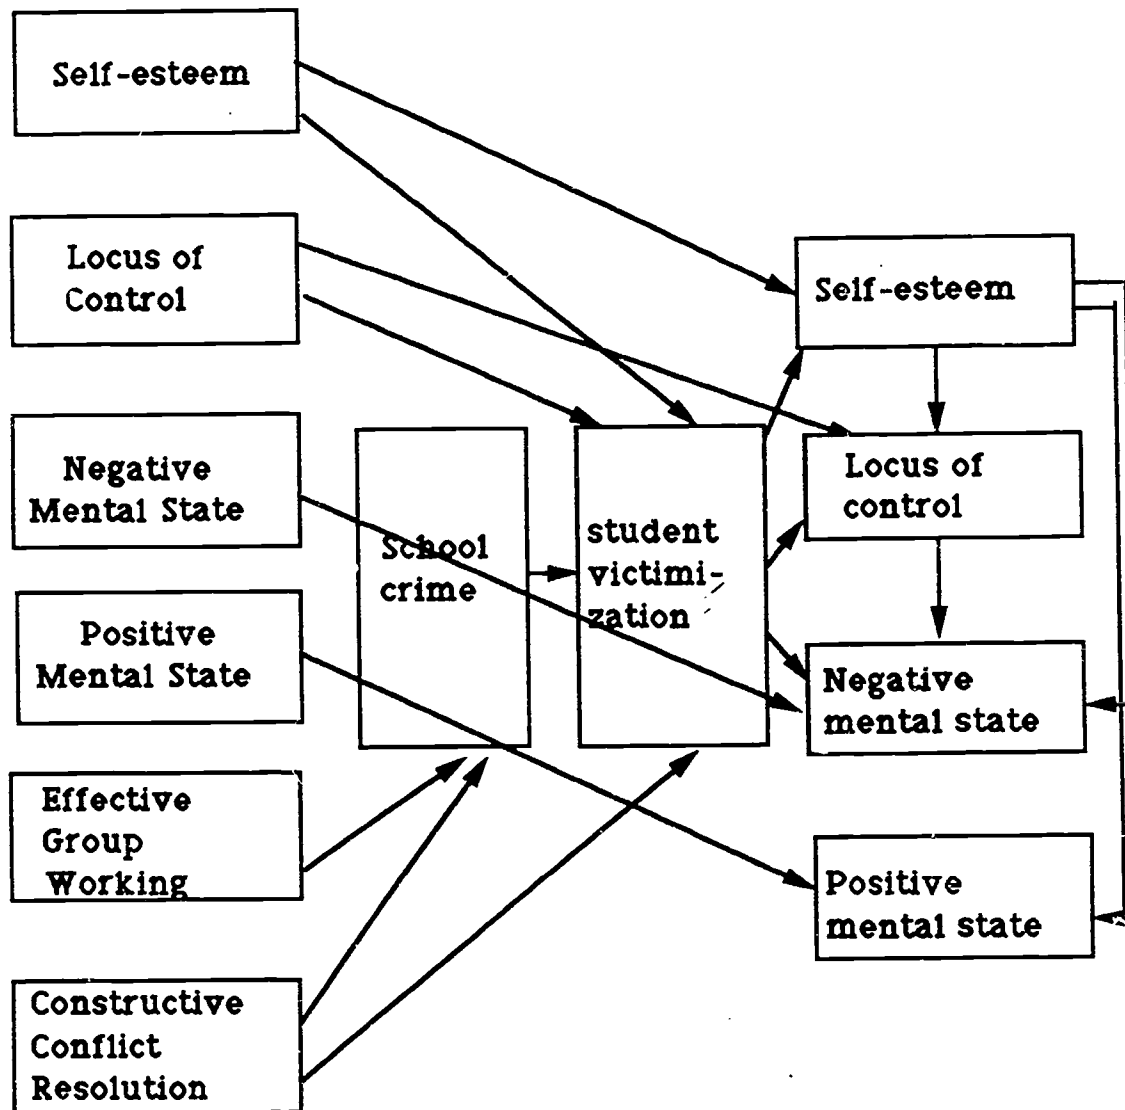 Self-esteem
Locus of
Control
Negative
Mental State
Positive
Mental State
Effective
Group
Working
Constructive
Conflict
Resolution
School
crime
student
victimi-
zation
Self-esteem
Locus of
control
Negative
mental state
Positive
mental state